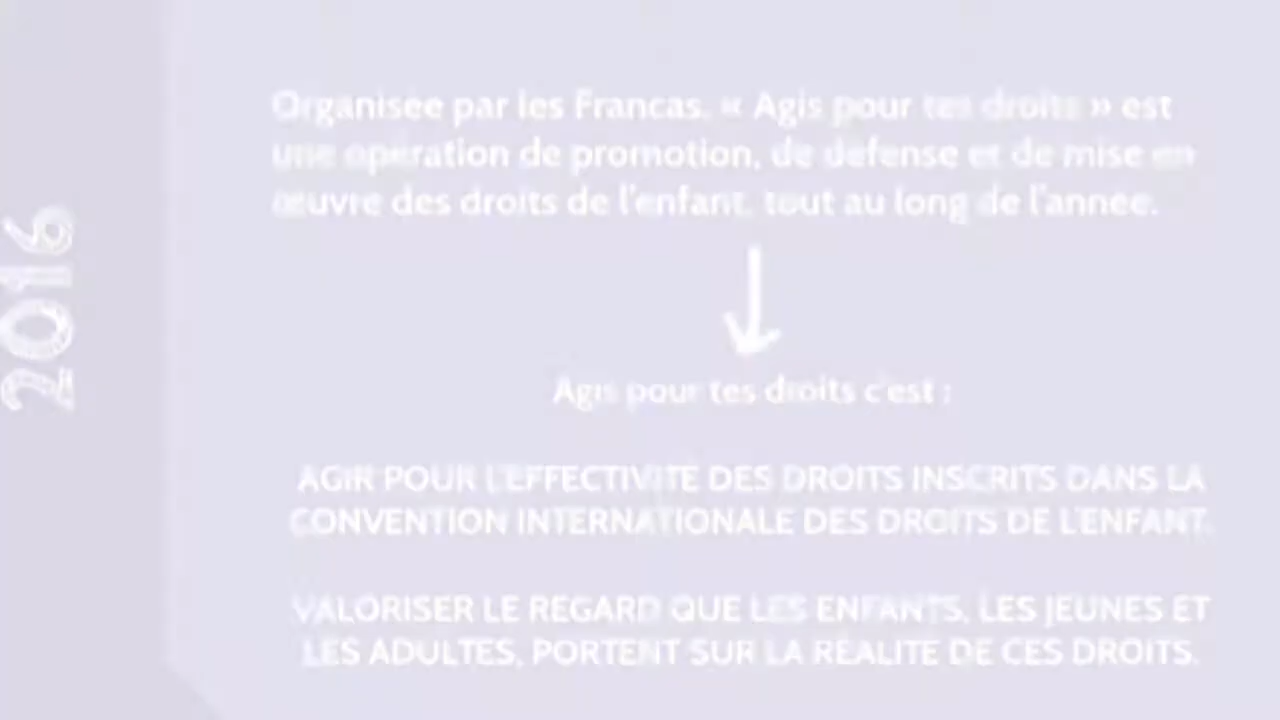 2016
Organisée par les Francas, « Agis pour tes droits » est
une opération de promotion, de défense et de mise en
œuvre des droits de l'enfant, tout au long de l'année.
Agis pour tes droits c'est :
AGIR POUR L'EFFECTIVITÉ DES DROITS INSCRITS DANS LA
CONVENTION INTERNATIONALE DES DROITS DE L'ENFANT.
VALORISER LE REGARD QUE LES ENFANTS, LES JEUNES ET
LES ADULTES, PORTENT SUR LA RÉALITÉ DE CES DROITS.